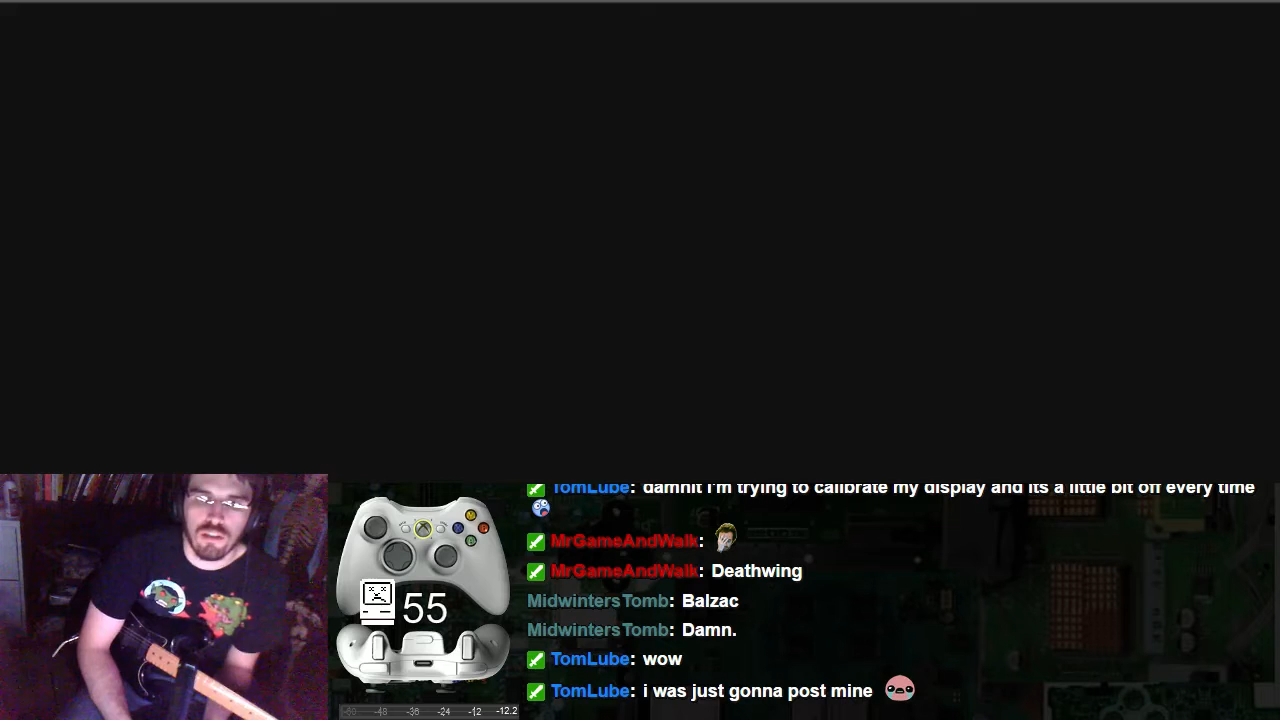 TomLube: damnit i'm trying to calibrate my display and its a little bit off every time
MrGameAndWalk:
MrGameAndWalk: Deathwing
MidwintersTomb: Balzac
55
MidwintersTomb: Damn.
TomLube: wow
TomLube: i was just gonna post mine
-60 -48 -36 -24 -12 -12.2